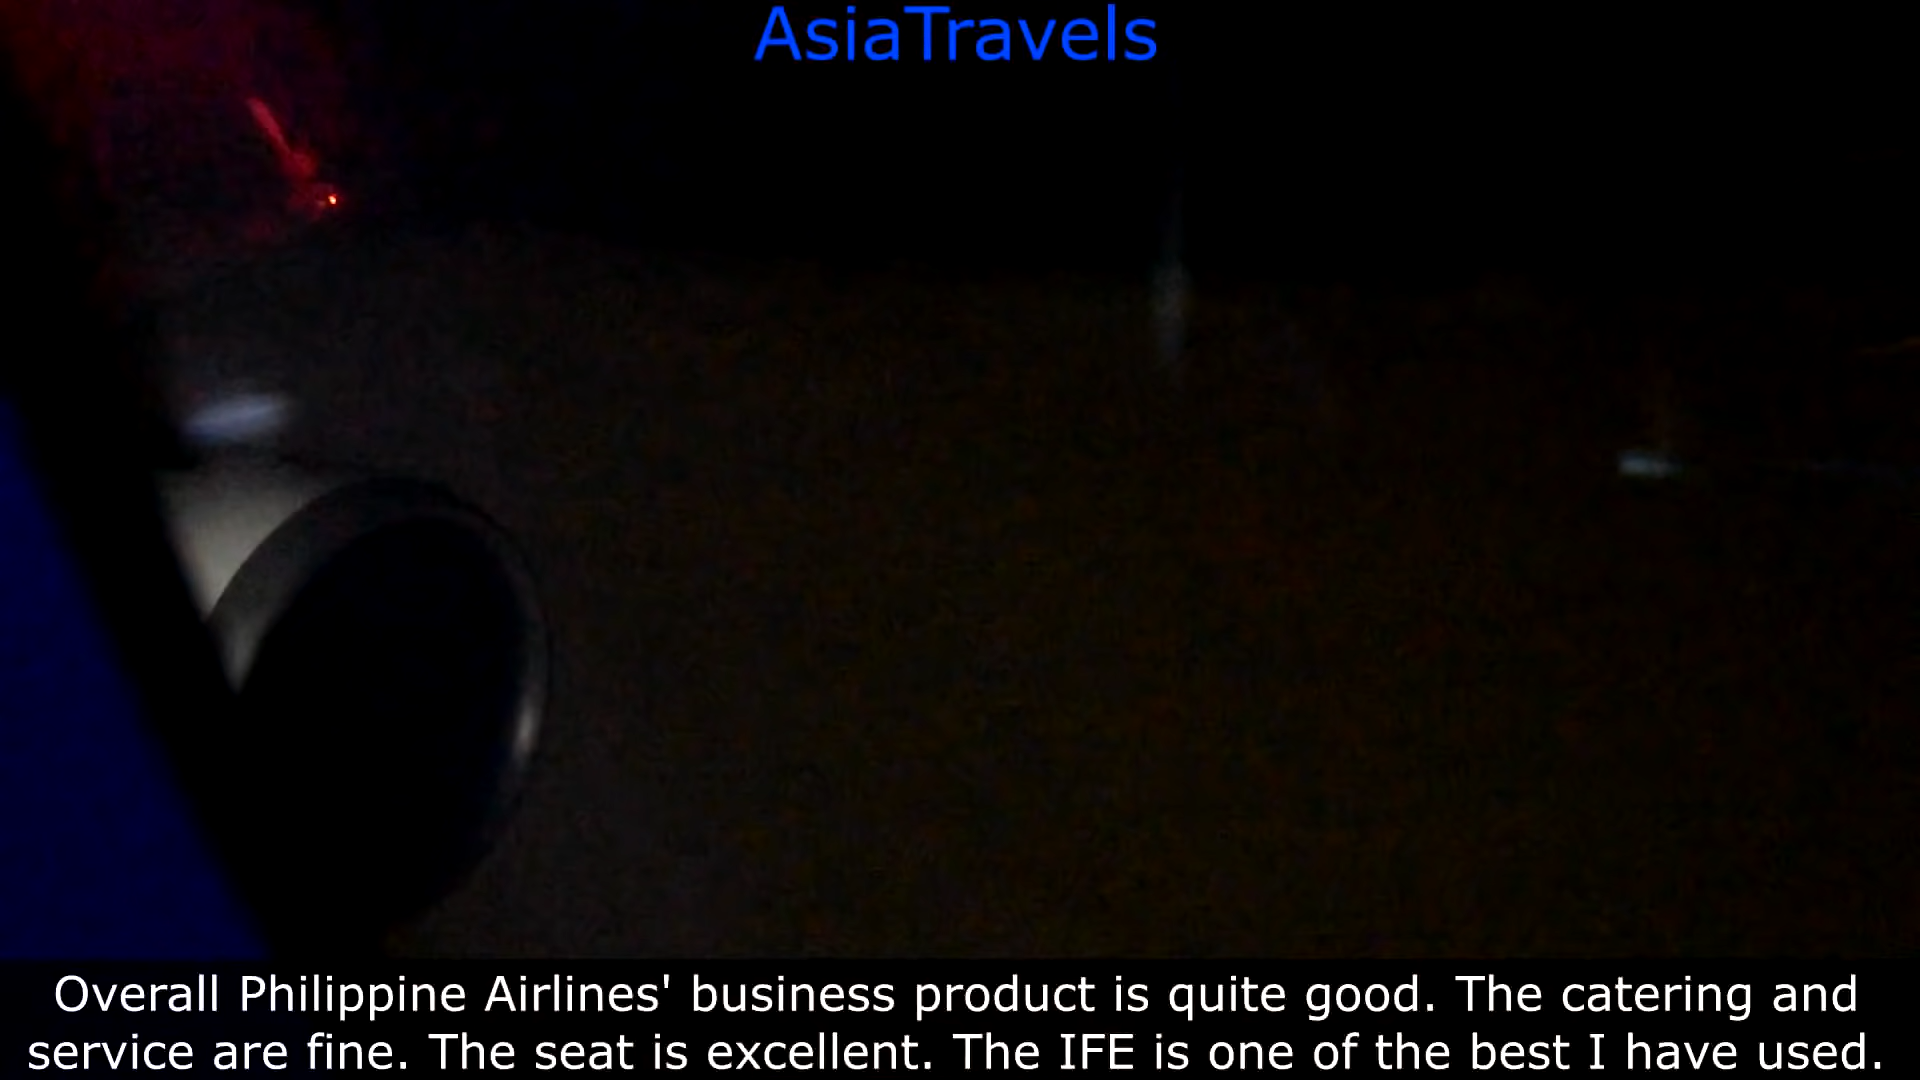 AsiaTravels
Overall Philippine Airlines' business product is quite good. The catering and
service are fine. The seat is excellent. The IFE is one of the best I have used.